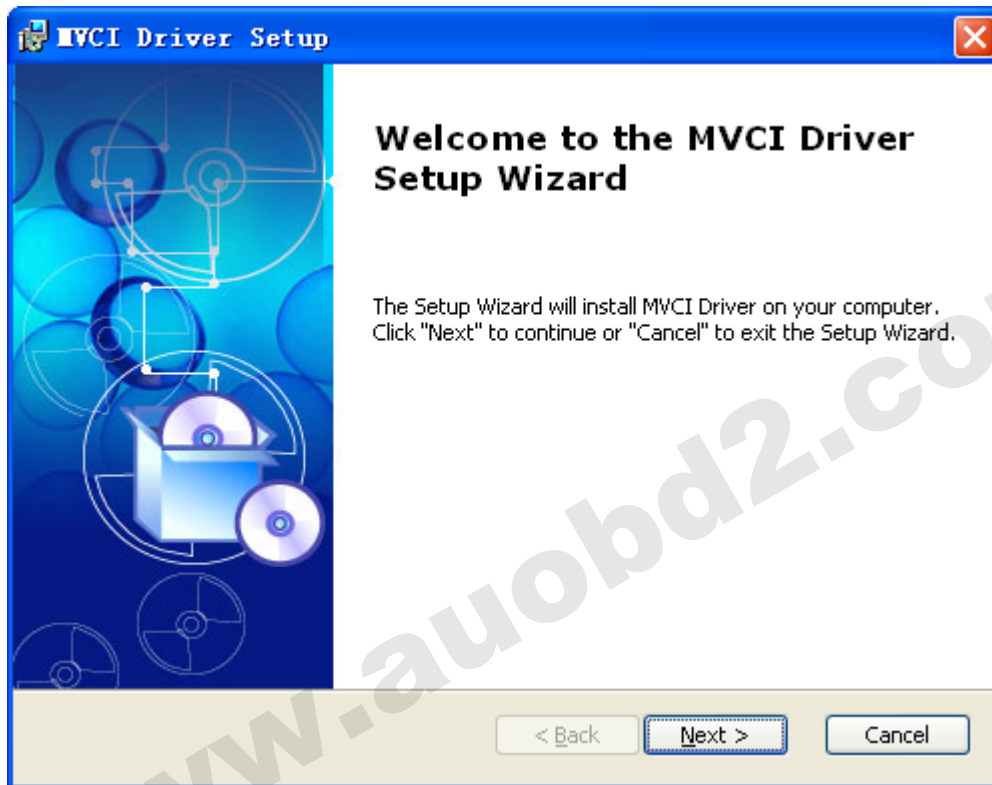 MVCI Driver Setup
Welcome to the MVCI Driver
Setup Wizard
The Setup Wizard will install MVCI Driver on your computer.
Click "Next" to continue or "Cancel" to exit the Setup Wizard.
www.auobd2.com
< Back
Next >
Cancel